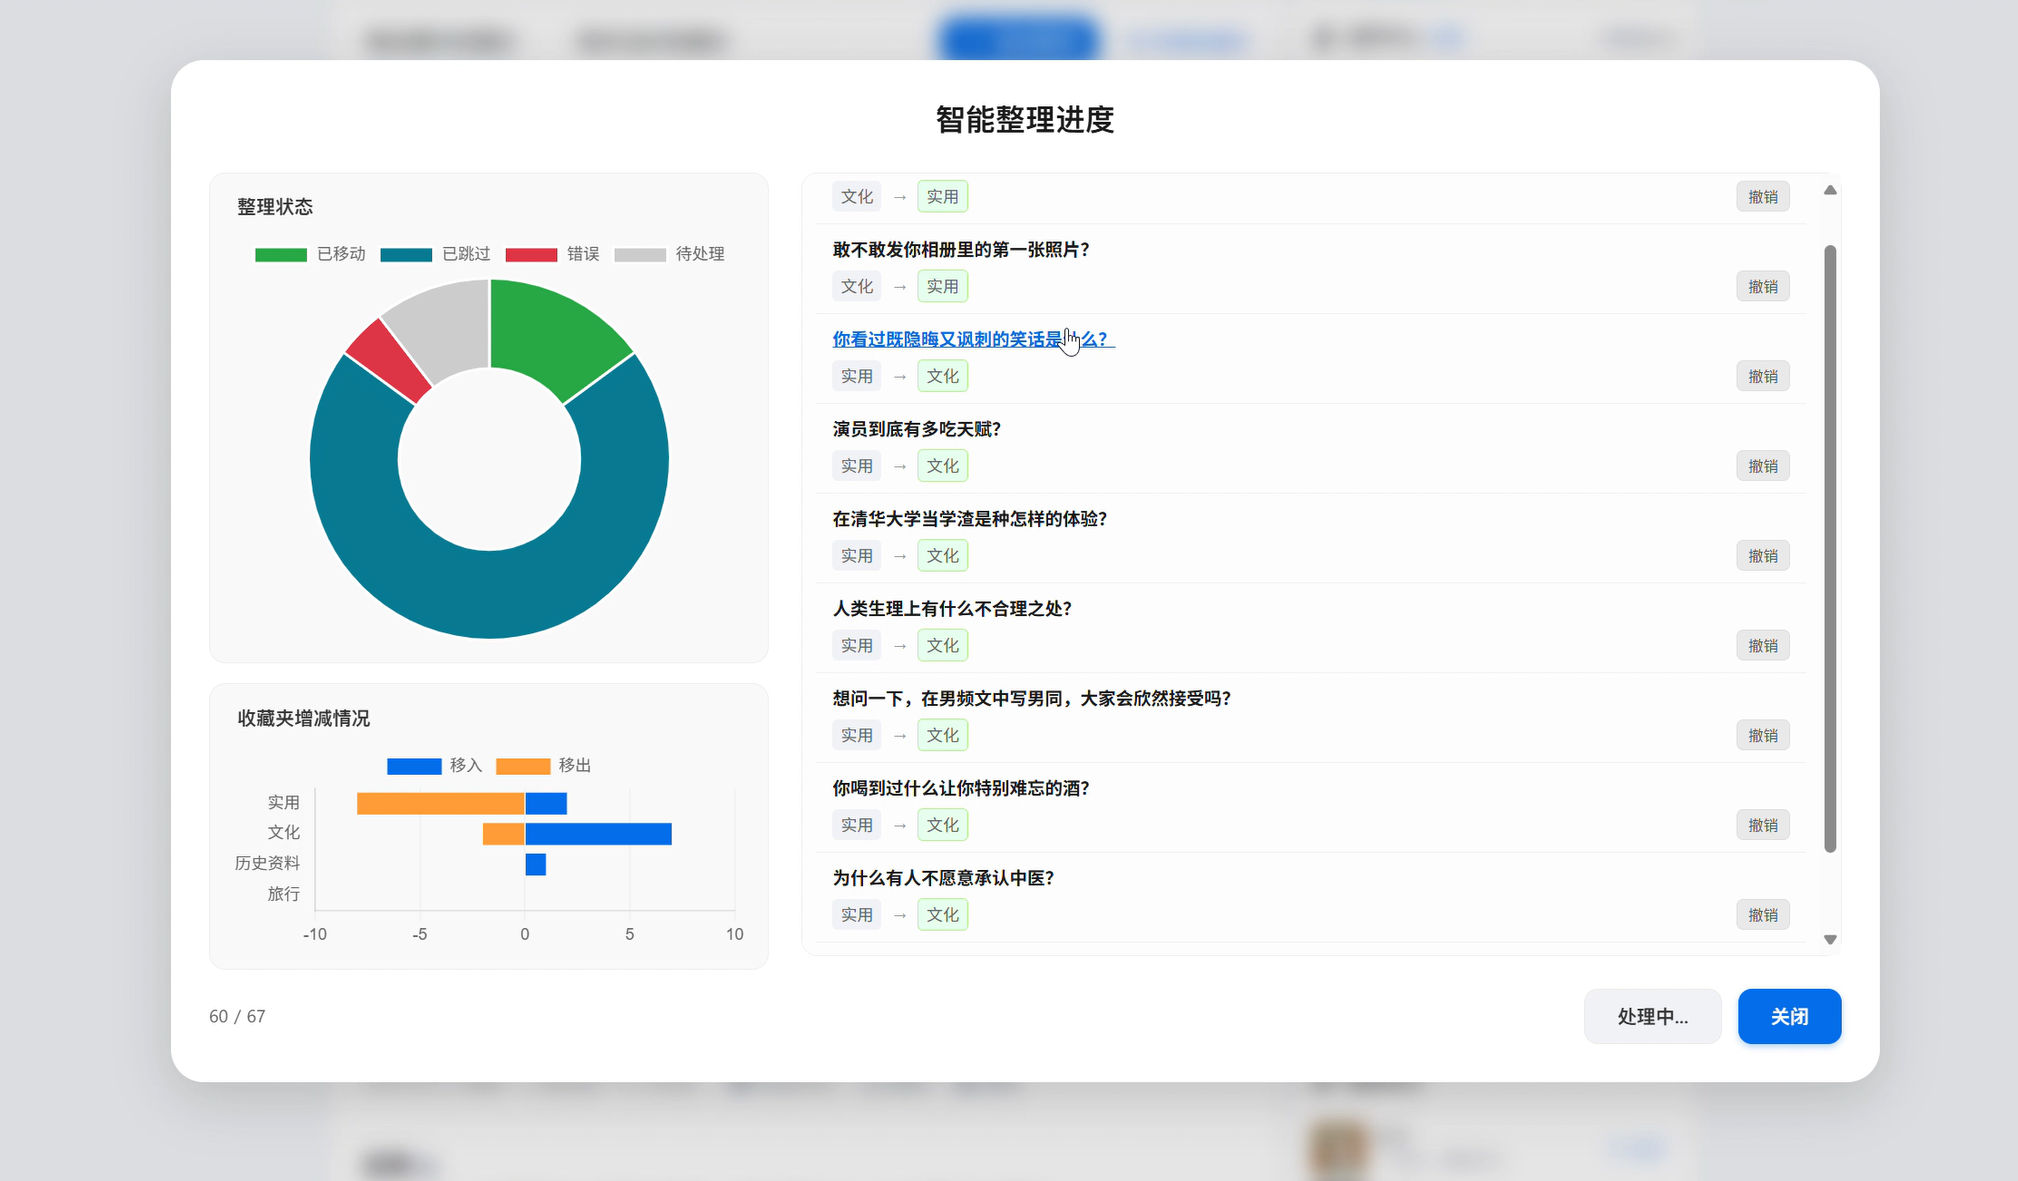 智能整理进度
整理状态
已移动 已跳过 错误 待处理
收藏夹增减情况
移入 移出
实用
文化
历史资料
旅行
-10 -5 0 5 10
文化 → 实用 撤销
敢不敢发你相册里的第一张照片？
文化 → 实用 撤销
你看过既隐晦又讽刺的笑话是什么？
实用 → 文化 撤销
演员到底有多吃天赋？
实用 → 文化 撤销
在清华大学当学渣是种怎样的体验？
实用 → 文化 撤销
人类生理上有什么不合理之处？
实用 → 文化 撤销
想问一下，在男频文中写男同，大家会欣然接受吗？
实用 → 文化 撤销
你喝到过什么让你特别难忘的酒？
实用 → 文化 撤销
为什么有人不愿意承认中医？
实用 → 文化 撤销
60 / 67
处理中... 关闭